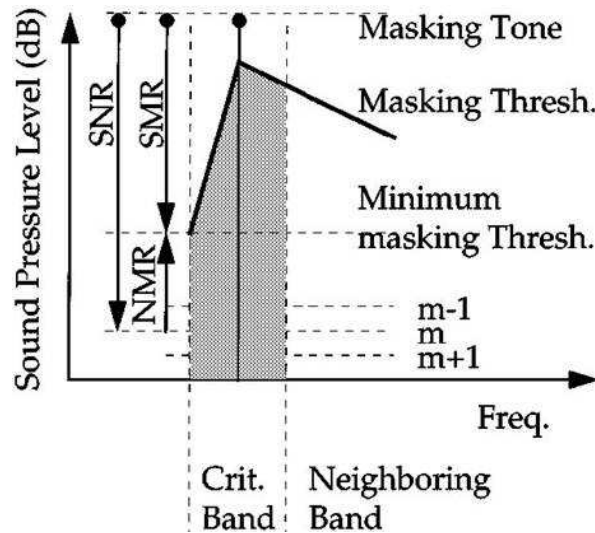 Sound Pressure Level (dB)
SNR
SMR
NMR
Masking Tone
Masking Thresh.
Minimum
masking Thresh.
m-1
m
m+1
Freq.
Crit.
Band
Neighboring
Band